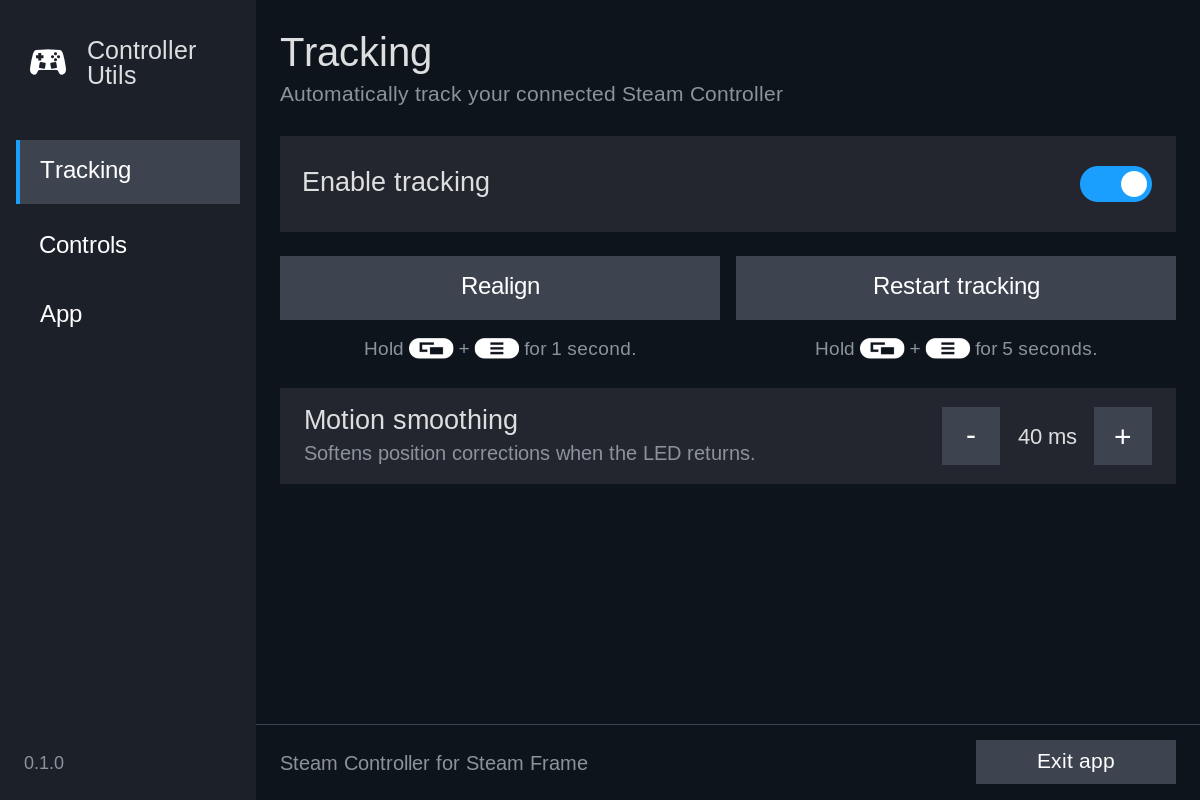 Controller
Utils
Tracking
Controls
App
0.1.0
Tracking
Automatically track your connected Steam Controller
Enable tracking
Realign
Restart tracking
Hold + for 1 second.
Hold + for 5 seconds.
Motion smoothing
Softens position corrections when the LED returns.
- 40 ms +
Steam Controller for Steam Frame
Exit app